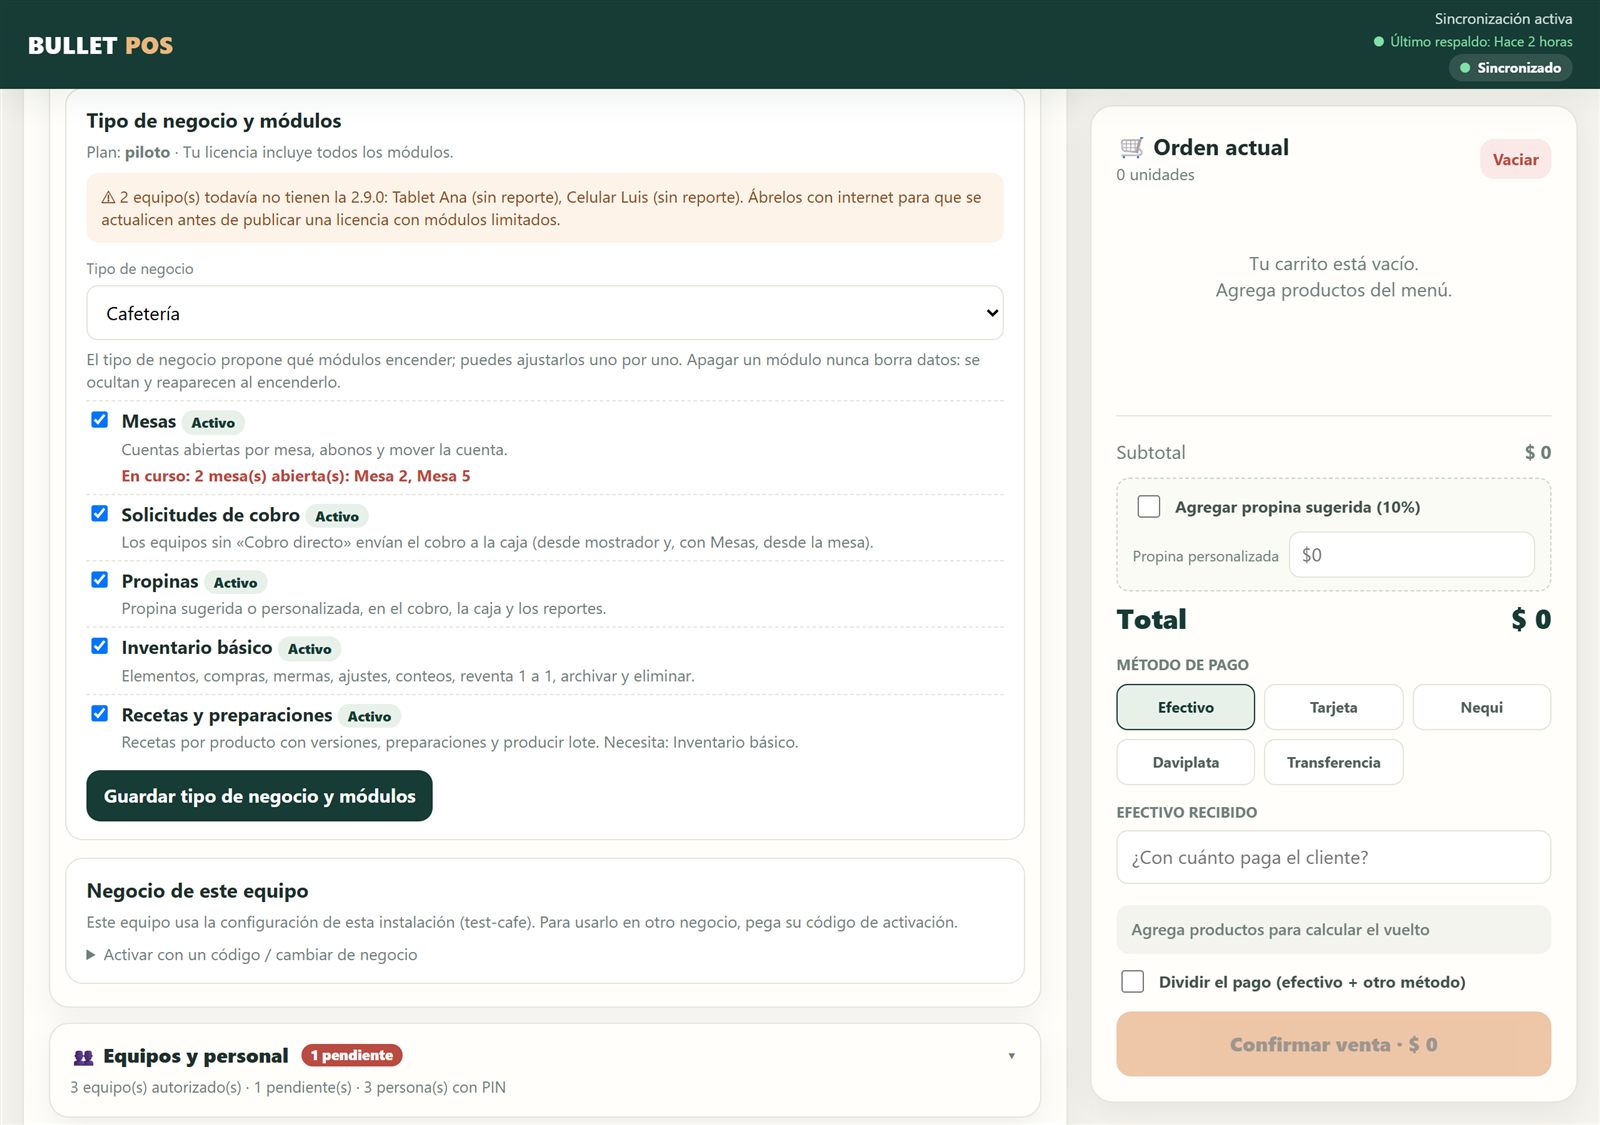 BULLET POS
Sincronización activa
Último respaldo: Hace 2 horas
Sincronizado
Tipo de negocio y módulos
Plan: piloto · Tu licencia incluye todos los módulos.
⚠ 2 equipo(s) todavía no tienen la 2.9.0: Tablet Ana (sin reporte), Celular Luis (sin reporte). Ábrelos con internet para que se
actualicen antes de publicar una licencia con módulos limitados.
Tipo de negocio
Cafetería
El tipo de negocio propone qué módulos encender; puedes ajustarlos uno por uno. Apagar un módulo nunca borra datos: se
ocultan y reaparecen al encenderlo.
Mesas Activo
Cuentas abiertas por mesa, abonos y mover la cuenta.
En curso: 2 mesa(s) abierta(s): Mesa 2, Mesa 5
Solicitudes de cobro Activo
Los equipos sin «Cobro directo» envían el cobro a la caja (desde mostrador y, con Mesas, desde la mesa).
Propinas Activo
Propina sugerida o personalizada, en el cobro, la caja y los reportes.
Inventario básico Activo
Elementos, compras, mermas, ajustes, conteos, reventa 1 a 1, archivar y eliminar.
Recetas y preparaciones Activo
Recetas por producto con versiones, preparaciones y producir lote. Necesita: Inventario básico.
Guardar tipo de negocio y módulos
Negocio de este equipo
Este equipo usa la configuración de esta instalación (test-cafe). Para usarlo en otro negocio, pega su código de activación.
Activar con un código / cambiar de negocio
Equipos y personal 1 pendiente
3 equipo(s) autorizado(s) · 1 pendiente(s) · 3 persona(s) con PIN
Orden actual
0 unidades
Vaciar
Tu carrito está vacío.
Agrega productos del menú.
Subtotal $ 0
Agregar propina sugerida (10%)
Propina personalizada $0
Total $ 0
MÉTODO DE PAGO
Efectivo Tarjeta Nequi
Daviplata Transferencia
EFECTIVO RECIBIDO
¿Con cuánto paga el cliente?
Agrega productos para calcular el vuelto
Dividir el pago (efectivo + otro método)
Confirmar venta · $ 0